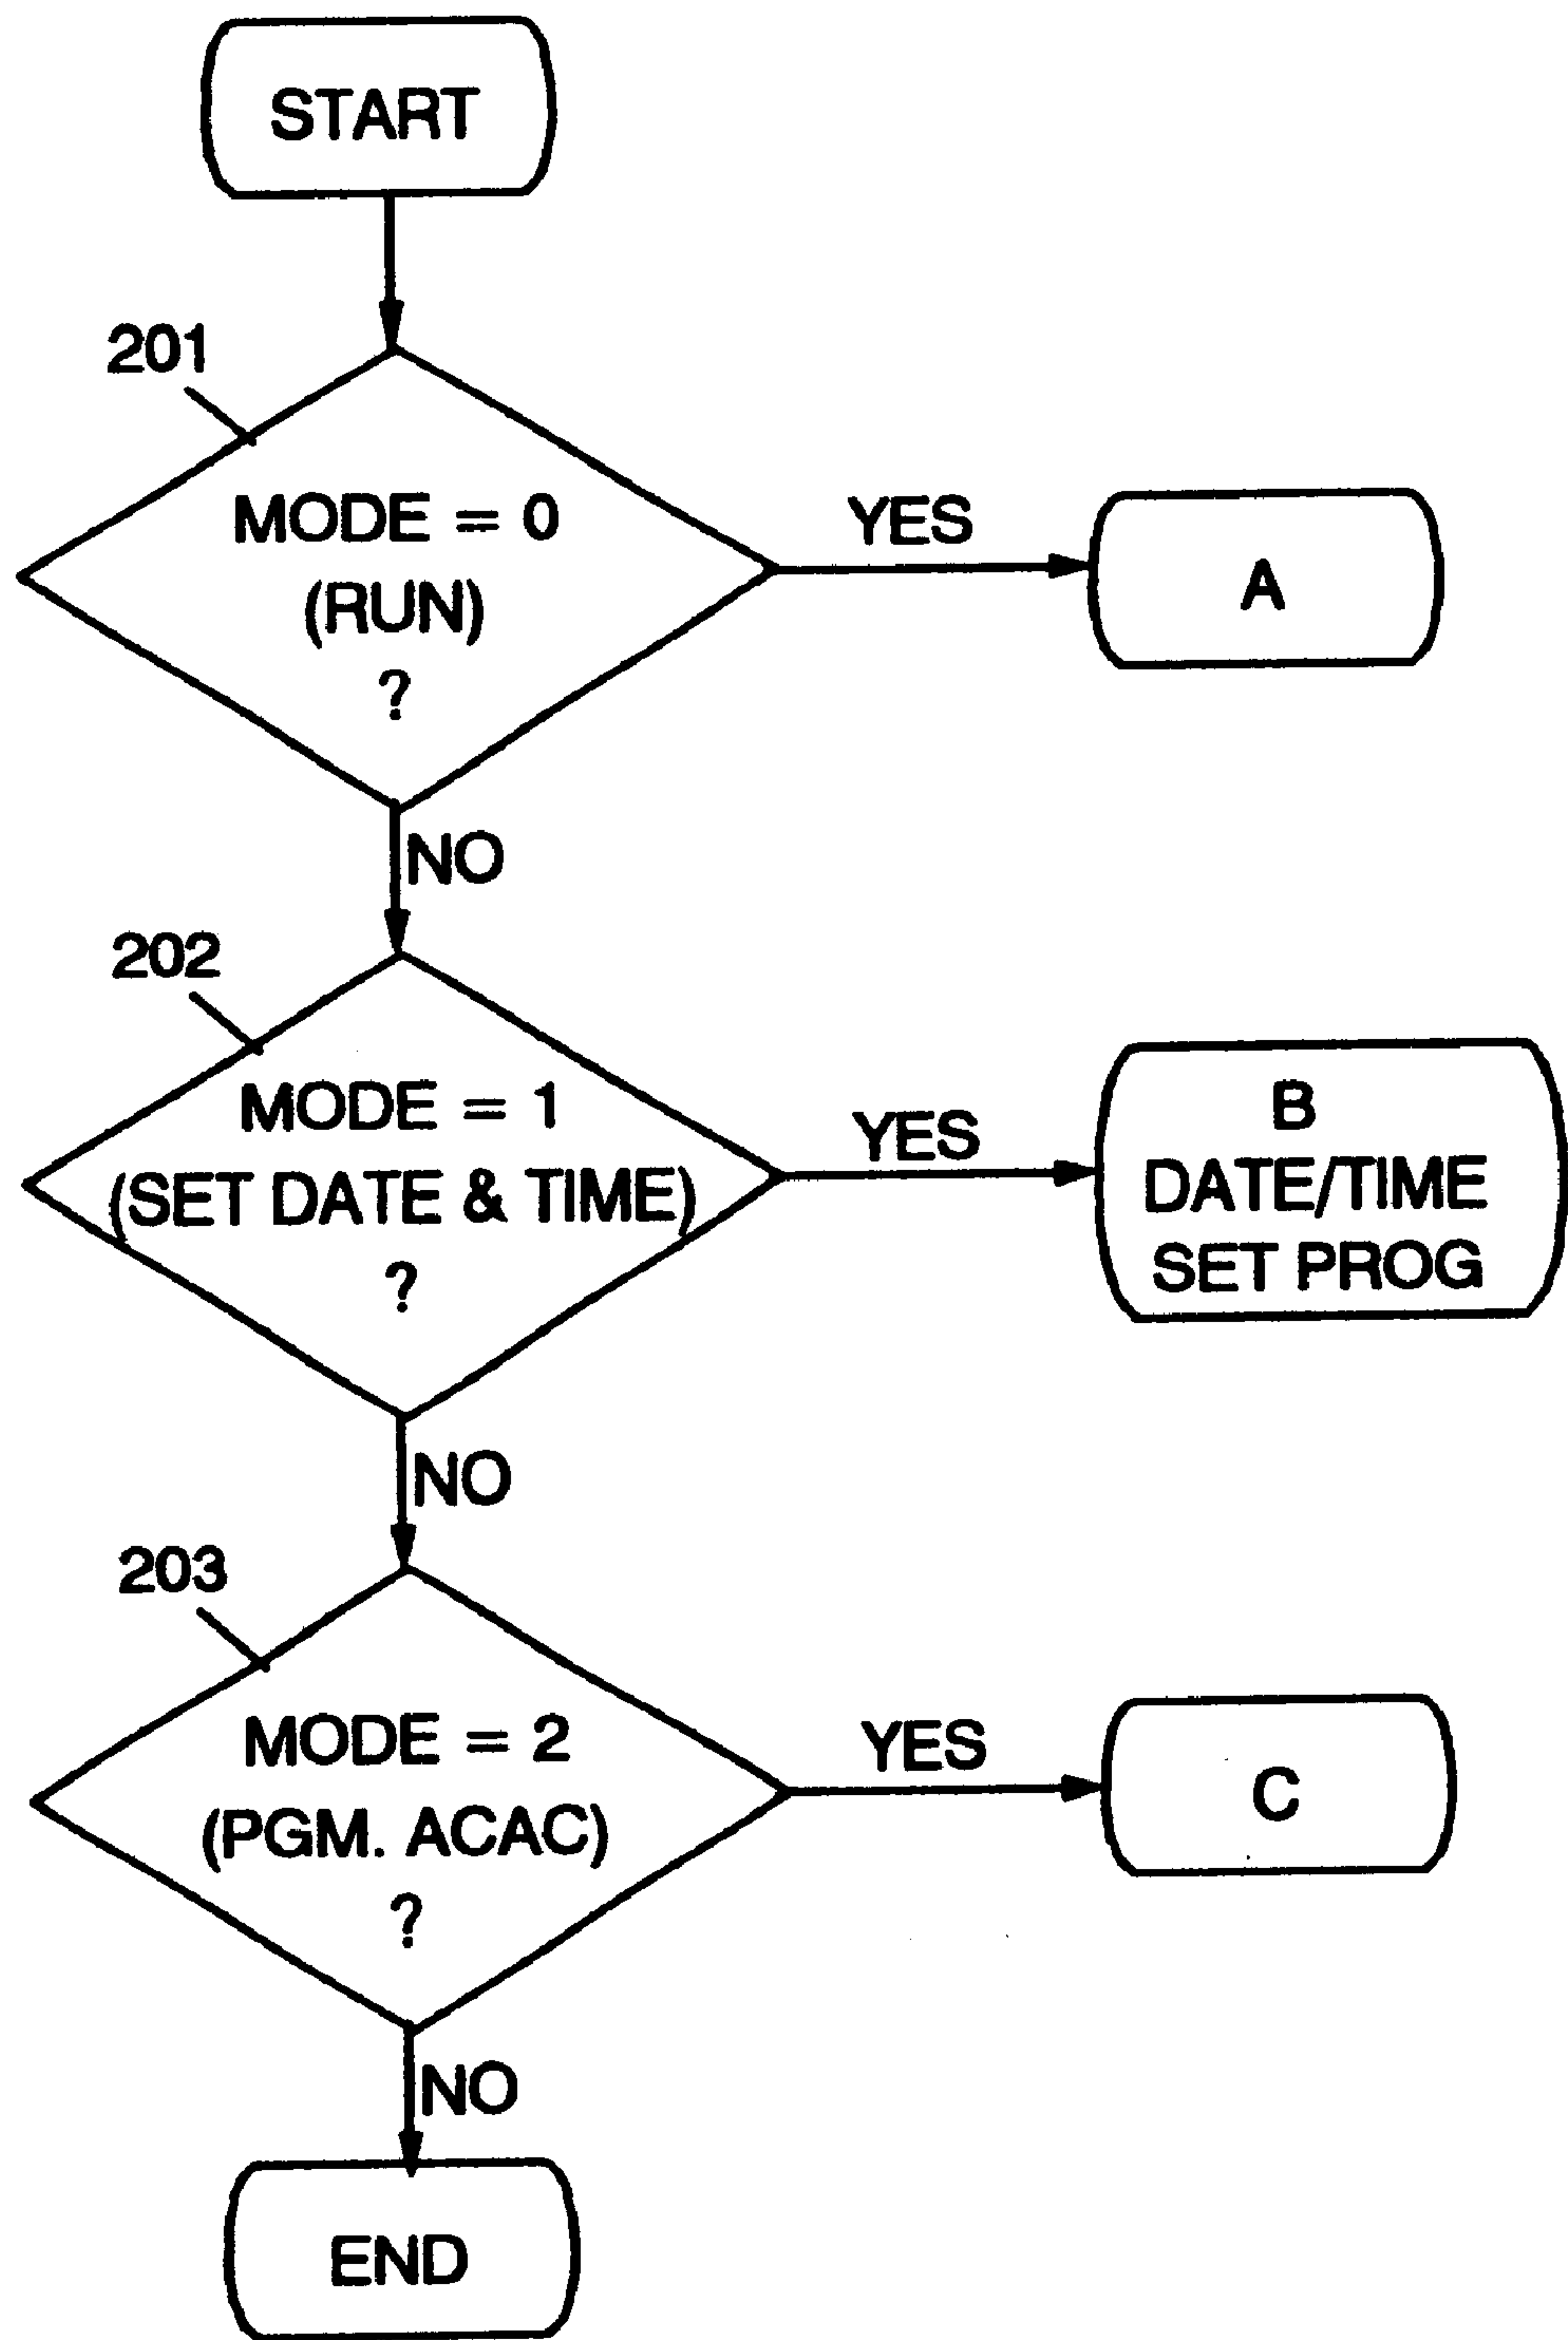 START
201
MODE = 0
(RUN)
?
YES
A
NO
202
MODE = 1
(SET DATE & TIME)
?
YES
B
DATE/TIME
SET PROG
NO
203
MODE = 2
(PGM. ACAC)
?
YES
C
NO
END